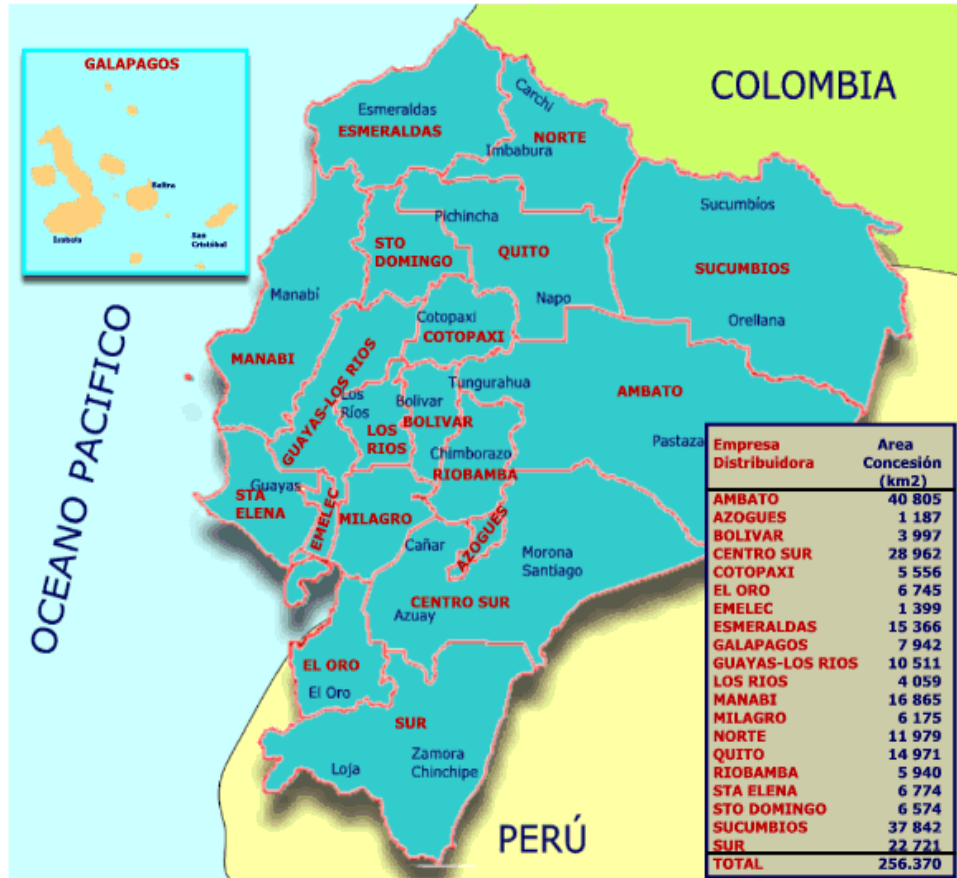 GALAPAGOS
Baltra
Isabela
San
Cristóbal
COLOMBIA
OCEANO PACIFICO
PERÚ
Esmeraldas
ESMERALDAS
Carchi
NORTE
Imbabura
Pichincha
STO
DOMINGO
QUITO
Napo
Sucumbíos
SUCUMBIOS
Orellana
Manabí
MANABI
Cotopaxi
COTOPAXI
GUAYAS-LOS RIOS
Los
Ríos
LOS
RIOS
Bolivar
BOLIVAR
Tungurahua
AMBATO
Pastaza
Chimborazo
RIOBAMBA
Guayas
STA
ELENA
EMELEC
MILAGRO
Cañar
AZOGUES
Morona
Santiago
CENTRO SUR
Azuay
EL ORO
El Oro
SUR
Loja
Zamora
Chinchipe
Empresa Area
Distribuidora Concesión
(km2)
AMBATO 40 805
AZOGUES 1 187
BOLIVAR 3 997
CENTRO SUR 28 962
COTOPAXI 5 556
EL ORO 6 745
EMELEC 1 399
ESMERALDAS 15 366
GALAPAGOS 7 942
GUAYAS-LOS RIOS 10 511
LOS RIOS 4 059
MANABI 16 865
MILAGRO 6 175
NORTE 11 979
QUITO 14 971
RIOBAMBA 5 940
STA ELENA 6 774
STO DOMINGO 6 574
SUCUMBIOS 37 842
SUR 22 721
TOTAL 256.370